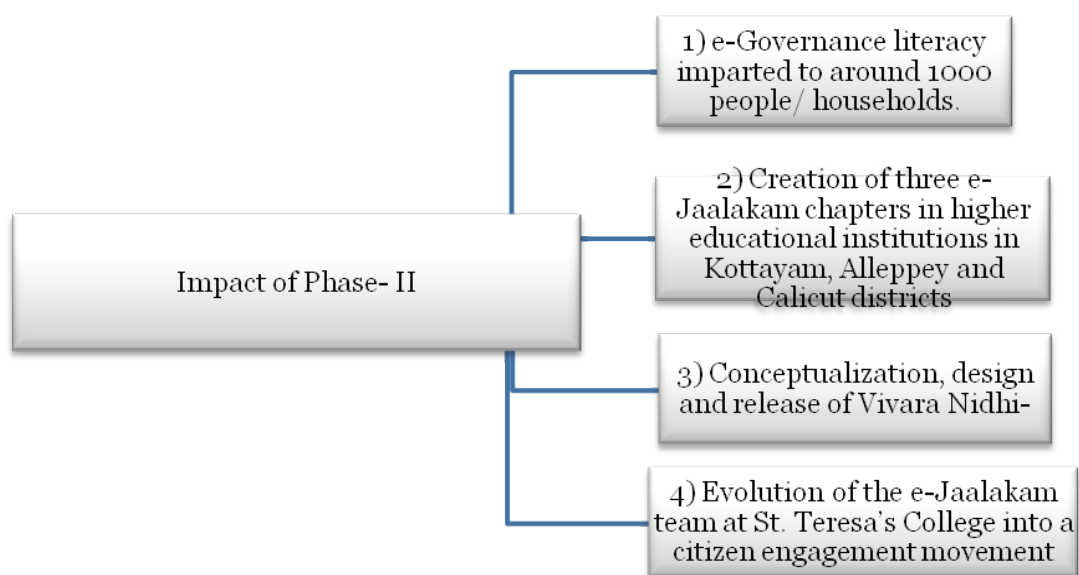 Impact of Phase- II
1) e-Governance literacy
imparted to around 1000
people/ households.
2) Creation of three e-
Jaalakam chapters in higher
educational institutions in
Kottayam, Alleppey and
Calicut districts
3) Conceptualization, design
and release of Vivara Nidhi-
4) Evolution of the e-Jaalakam
team at St. Teresa's College into a
citizen engagement movement